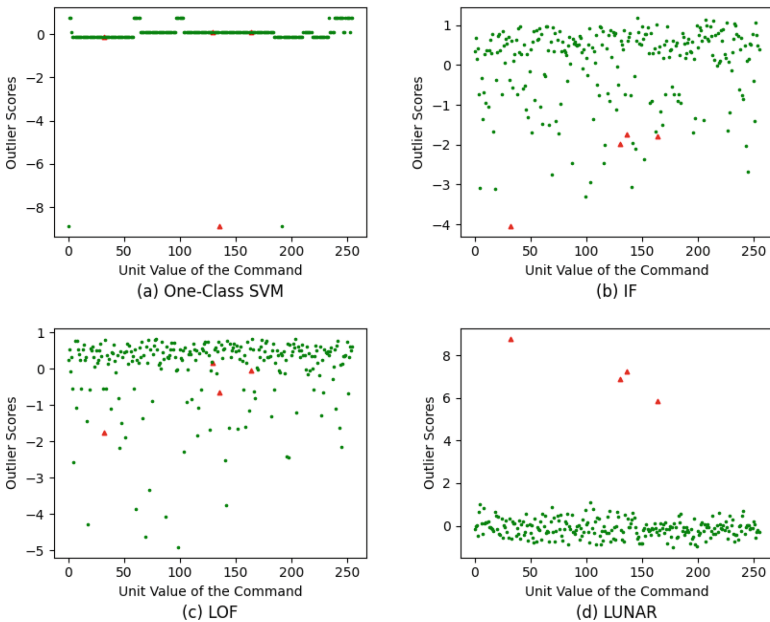 0
−2
−4
−6
−8
Outlier Scores
0 50 100 150 200 250
Unit Value of the Command
(a) One-Class SVM
1
0
−1
−2
−3
−4
Outlier Scores
0 50 100 150 200 250
Unit Value of the Command
(b) IF
1
0
−1
−2
−3
−4
−5
Outlier Scores
0 50 100 150 200 250
Unit Value of the Command
(c) LOF
8
6
4
2
0
Outlier Scores
0 50 100 150 200 250
Unit Value of the Command
(d) LUNAR